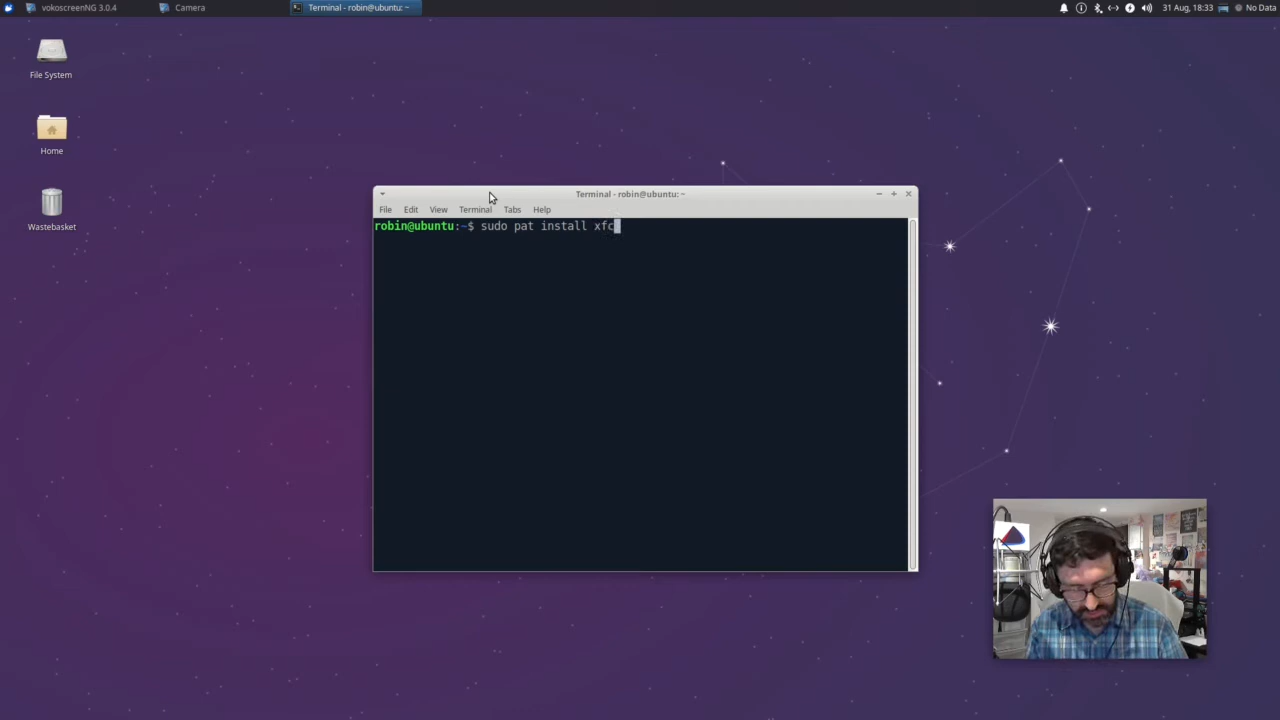 vokoscreenNG 3.0.4
Camera
Terminal - robin@ubuntu: ~
31 Aug, 18:33
No Data
File System
Home
Wastebasket
Terminal - robin@ubuntu: ~
File Edit View Terminal Tabs Help
robin@ubuntu:~$ sudo pat install xfc